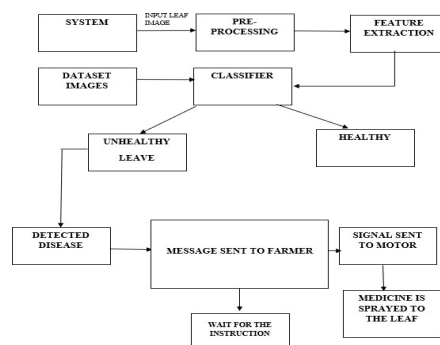 SYSTEM
INPUT LEAF
IMAGE
PRE-
PROCESSING
FEATURE
EXTRACTION
DATASET
IMAGES
CLASSIFIER
UNHEALTHY
LEAVE
HEALTHY
DETECTED
DISEASE
MESSAGE SENT TO FARMER
SIGNAL SENT
TO MOTOR
WAIT FOR THE
INSTRUCTION
MEDICINE IS
SPRAYED TO
THE LEAF